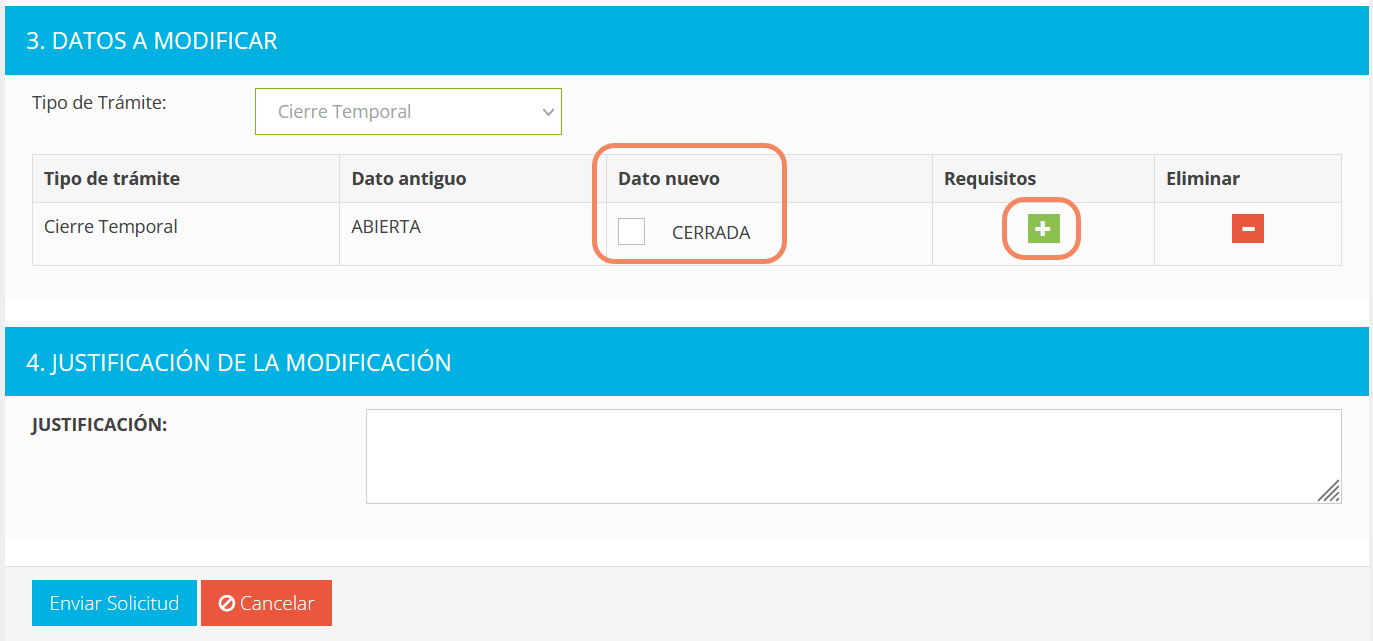 3. DATOS A MODIFICAR
Tipo de Trámite:
Cierre Temporal
Tipo de trámite Dato antiguo Dato nuevo Requisitos Eliminar
Cierre Temporal ABIERTA CERRADA
4. JUSTIFICACIÓN DE LA MODIFICACIÓN
JUSTIFICACIÓN:
Enviar Solicitud Cancelar